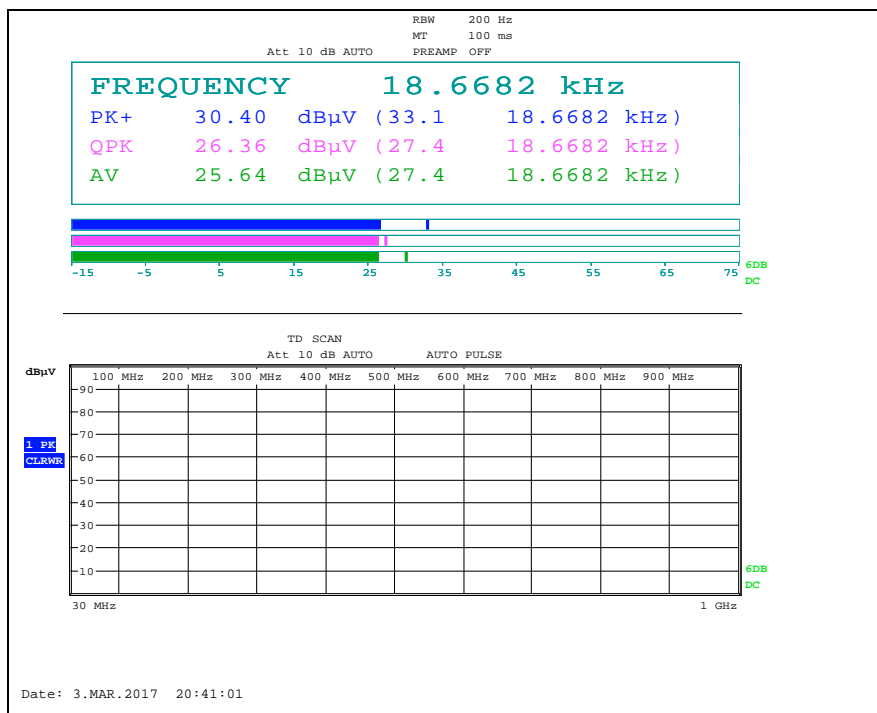 RBW 200 Hz
MT 100 ms
Att 10 dB AUTO PREAMP OFF
FREQUENCY 18.6682 kHz
PK+ 30.40 dBµV (33.1 18.6682 kHz)
QPK 26.36 dBµV (27.4 18.6682 kHz)
AV 25.64 dBµV (27.4 18.6682 kHz)
-15 -5 5 15 25 35 45 55 65 75
6DB
DC
TD SCAN
Att 10 dB AUTO AUTO PULSE
dBµV
100 MHz 200 MHz 300 MHz 400 MHz 500 MHz 600 MHz 700 MHz 800 MHz 900 MHz
90
80
70
1 PK
CLRWR
60
50
40
30
20
10
6DB
DC
30 MHz 1 GHz
Date: 3.MAR.2017 20:41:01